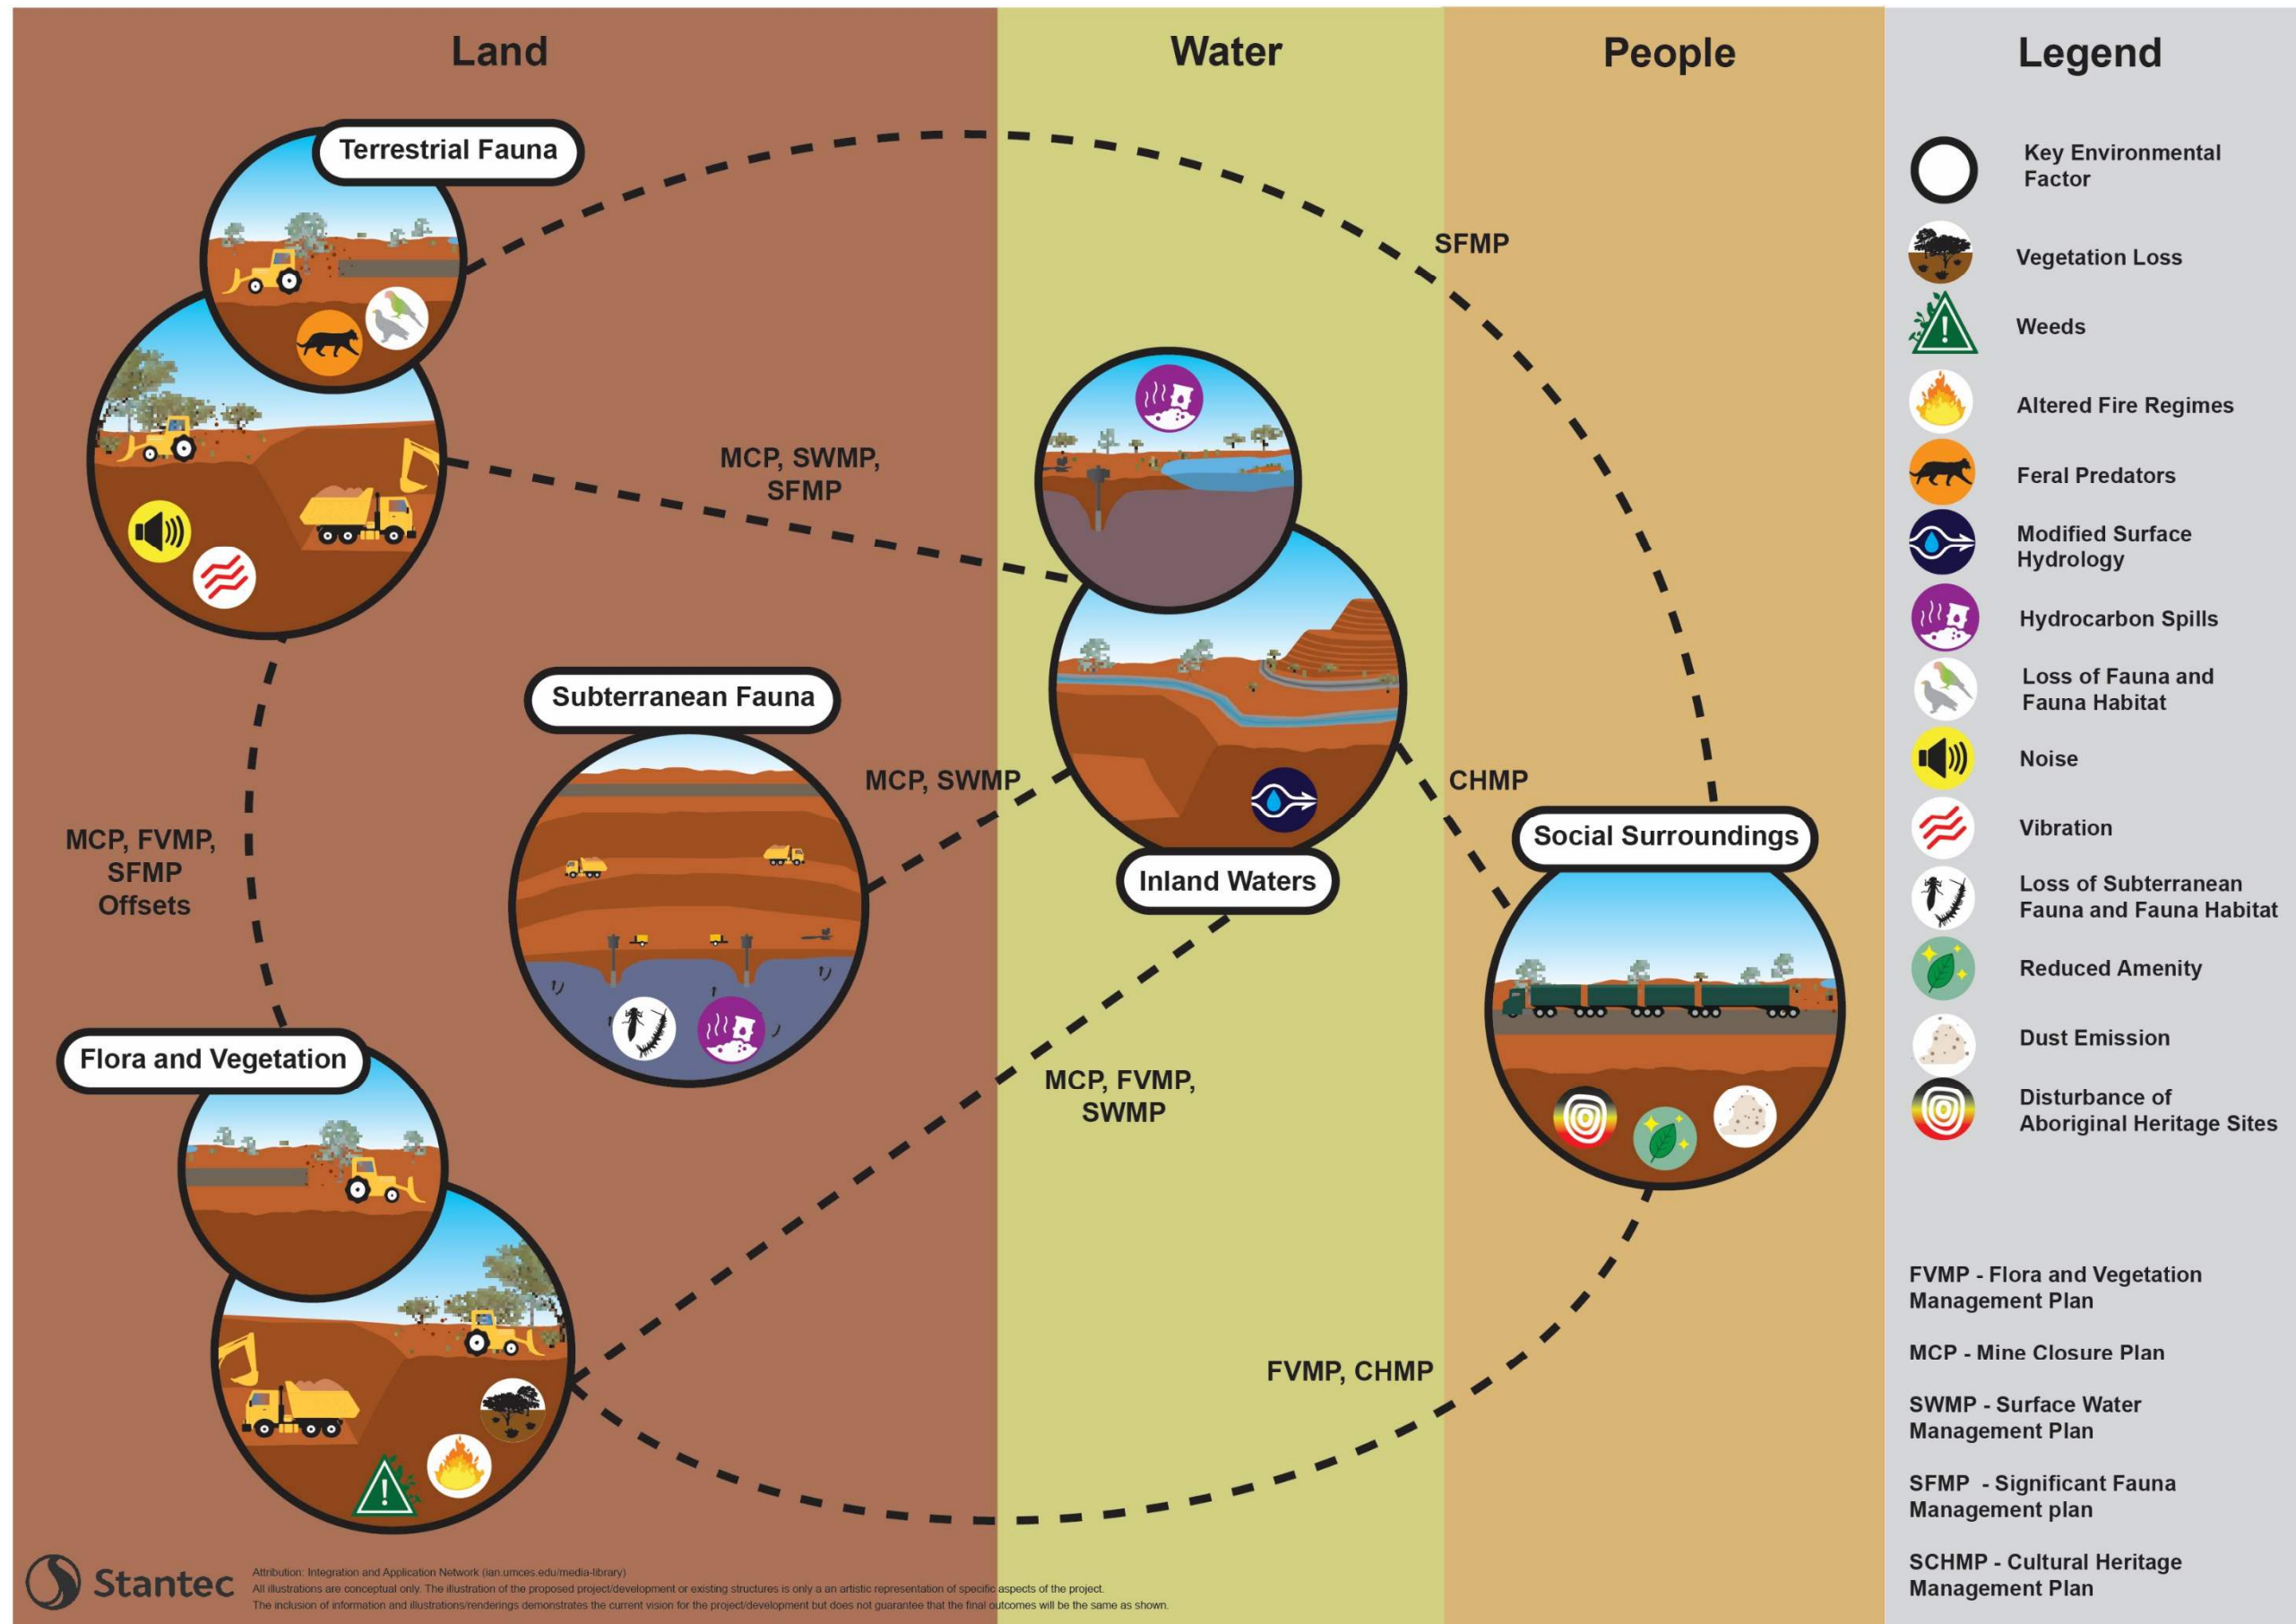 Land
Water
People
Legend
Terrestrial Fauna
SFMP
MCP, SWMP,
SFMP
Subterranean Fauna
MCP, SWMP
CHMP
MCP, FVMP,
SFMP
Offsets
Inland Waters
Social Surroundings
Flora and Vegetation
MCP, FVMP,
SWMP
FVMP, CHMP
Key Environmental
Factor
Vegetation Loss
Weeds
Altered Fire Regimes
Feral Predators
Modified Surface
Hydrology
Hydrocarbon Spills
Loss of Fauna and
Fauna Habitat
Noise
Vibration
Loss of Subterranean
Fauna and Fauna Habitat
Reduced Amenity
Dust Emission
Disturbance of
Aboriginal Heritage Sites
FVMP - Flora and Vegetation
Management Plan
MCP - Mine Closure Plan
SWMP - Surface Water
Management Plan
SFMP - Significant Fauna
Management plan
SCHMP - Cultural Heritage
Management Plan
Stantec
Attribution: Integration and Application Network (ian.umces.edu/media-library)
All illustrations are conceptual only. The illustration of the proposed project/development or existing structures is only a an artistic representation of specific aspects of the project.
The inclusion of information and illustrations/renderings demonstrates the current vision for the project/development but does not guarantee that the final outcomes will be the same as shown.